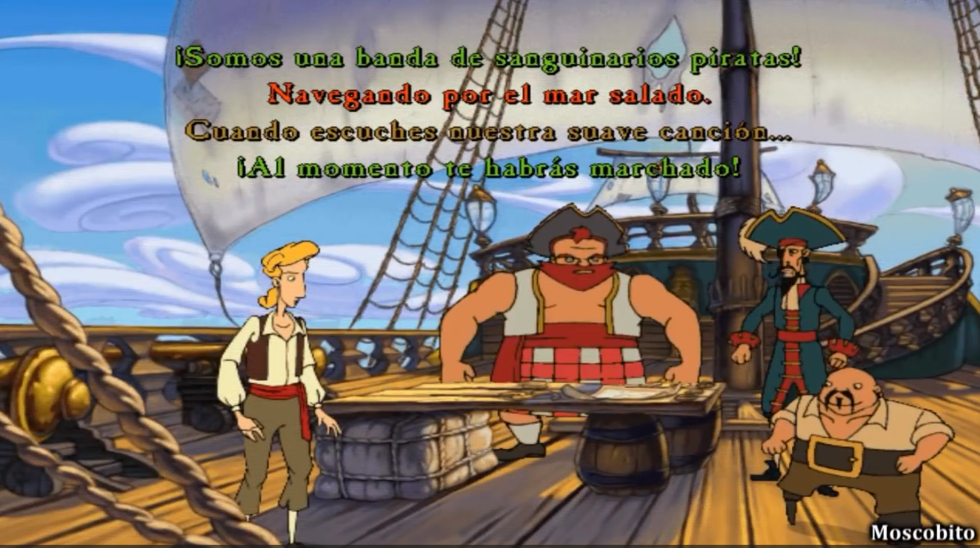 ¡Somos una banda de sanguinarios piratas!
Navegando por el mar salado.
Cuando escuches nuestra suave canción...
¡Al momento te habrás marchado!
Moscobito